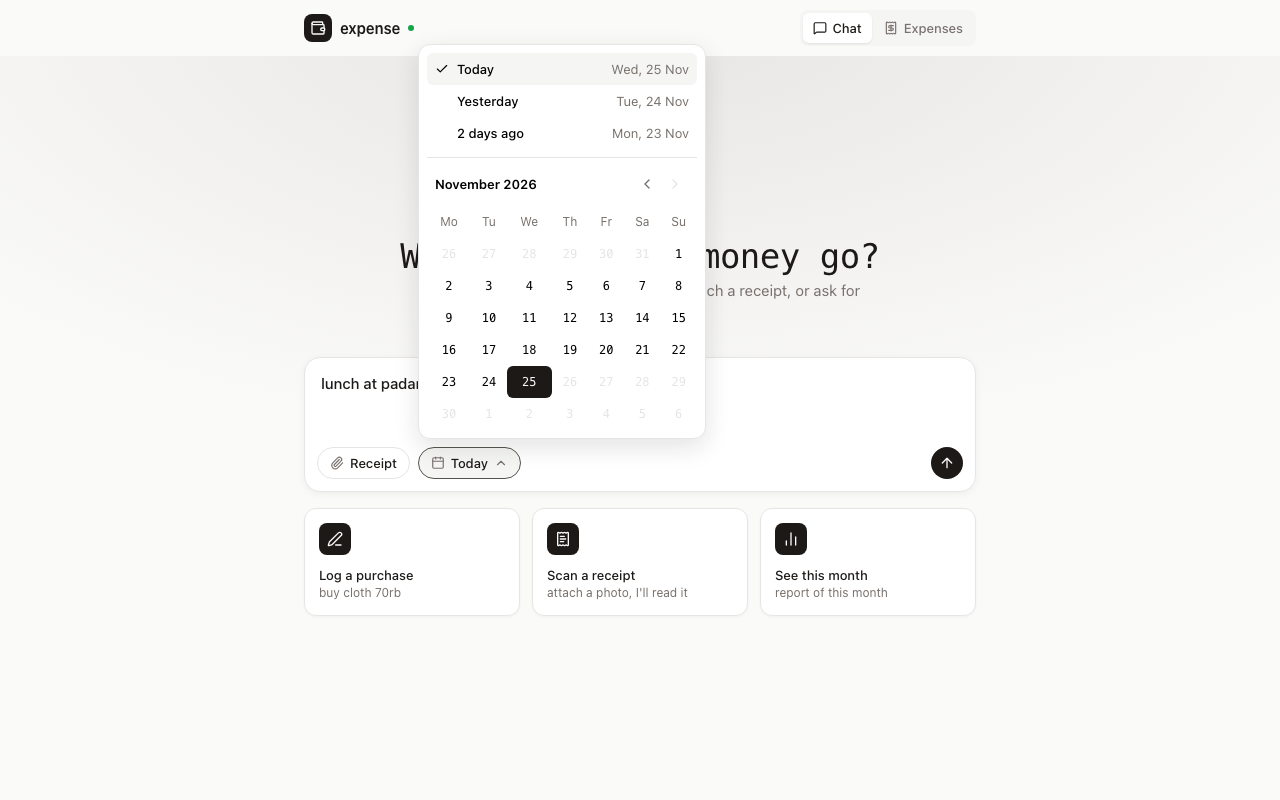 expense
Chat
Expenses
Today Wed, 25 Nov
Yesterday Tue, 24 Nov
2 days ago Mon, 23 Nov
November 2026
Mo Tu We Th Fr Sa Su
26 27 28 29 30 31 1
2 3 4 5 6 7 8
9 10 11 12 13 14 15
16 17 18 19 20 21 22
23 24 25 26 27 28 29
30 1 2 3 4 5 6
money go?
a receipt, or ask for
lunch at
Receipt
Today
Log a purchase
buy cloth 70rb
Scan a receipt
attach a photo, I'll read it
See this month
report of this month